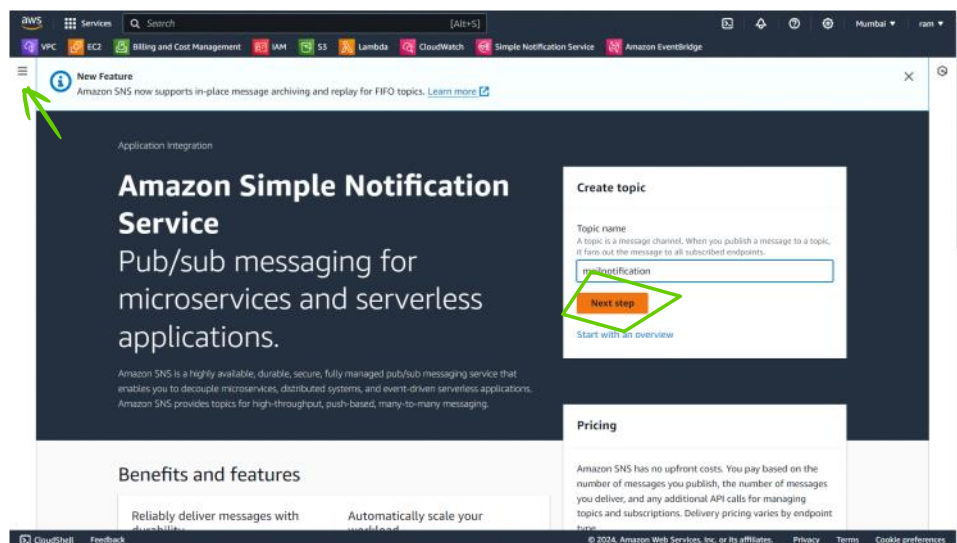 aws
Services
Search
[Alt+S]
Mumbai
ram
VPC
EC2
Billing and Cost Management
IAM
S3
Lambda
CloudWatch
Simple Notification Service
Amazon EventBridge
New Feature
Amazon SNS now supports in-place message archiving and replay for FIFO topics. Learn more
Application Integration
Amazon Simple Notification
Service
Pub/sub messaging for
microservices and serverless
applications.
Amazon SNS is a highly available, durable, secure, fully managed pub/sub messaging service that
enables you to decouple microservices, distributed systems, and event-driven serverless applications.
Amazon SNS provides topics for high-throughput, push-based, many-to-many messaging.
Create topic
Topic name
A topic is a message channel. When you publish a message to a topic,
it fans out the message to all subscribed endpoints.
mailnotification
Next step
Start with an overview
Pricing
Amazon SNS has no upfront costs. You pay based on the
number of messages you publish, the number of messages
you deliver, and any additional API calls for managing
topics and subscriptions. Delivery pricing varies by endpoint
type.
Benefits and features
Reliably deliver messages with
durability
Automatically scale your
workload
CloudShell
Feedback
© 2024, Amazon Web Services, Inc. or its affiliates.
Privacy
Terms
Cookie preferences